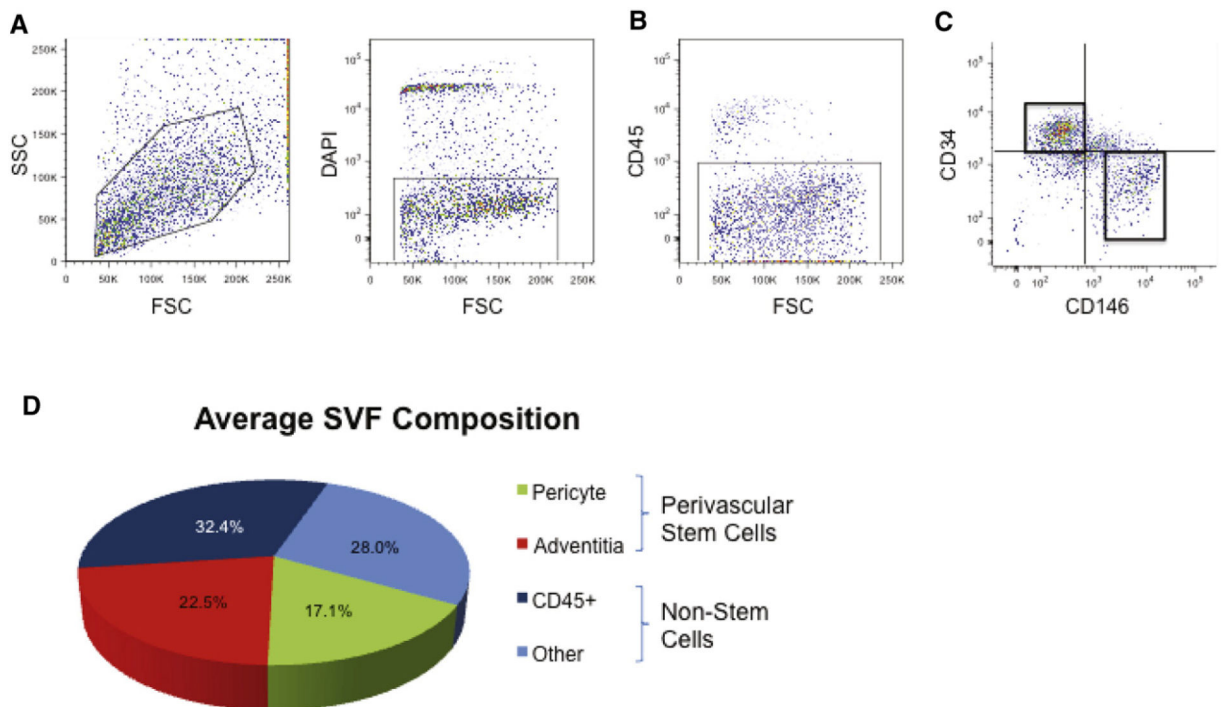 A
SSC
250K
200K
150K
100K
50K
0
0 50K 100K 150K 200K 250K
FSC
DAPI
10^5
10^4
10^3
10^2
0
0 50K 100K 150K 200K 250K
FSC
B
CD45
10^5
10^4
10^3
10^2
0
0 50K 100K 150K 200K 250K
FSC
C
CD34
10^5
10^4
10^3
10^2
0
0 10^2 10^3 10^4 10^5
CD146
D
Average SVF Composition
32.4%
28.0%
22.5%
17.1%
Pericyte
Adventitia
CD45+
Other
Perivascular
Stem Cells
Non-Stem
Cells